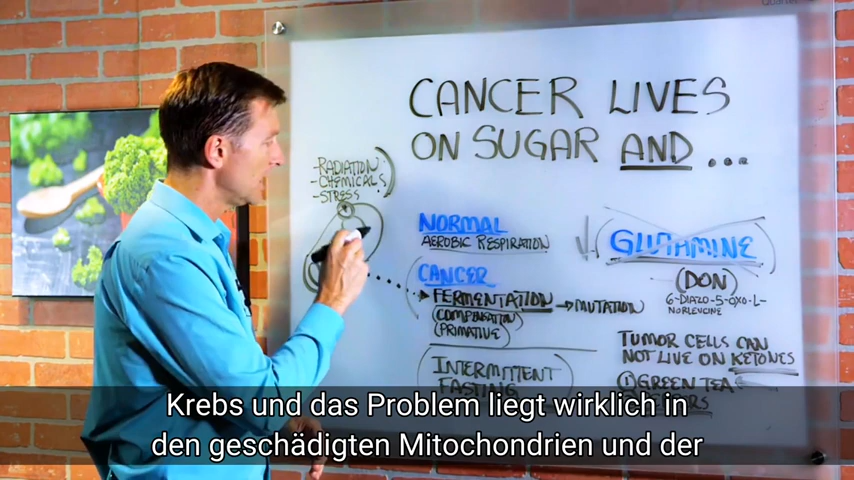 CANCER LIVES
ON SUGAR AND ...
-RADIATION
-CHEMICALS
-STRESS
NORMAL
AEROBIC RESPIRATION
CANCER
FERMENTATION → MUTATION
(COMPENSATION)
(PRIMATIVE)
INTERMITTENT
FASTING
GLUTAMINE
(DON)
6-DIAZO-5-OXO-L-
NORLEUCINE
TUMOR CELLS CAN
NOT LIVE ON KETONES
① GREEN TEA
Krebs und das Problem liegt wirklich in
den geschädigten Mitochondrien und der